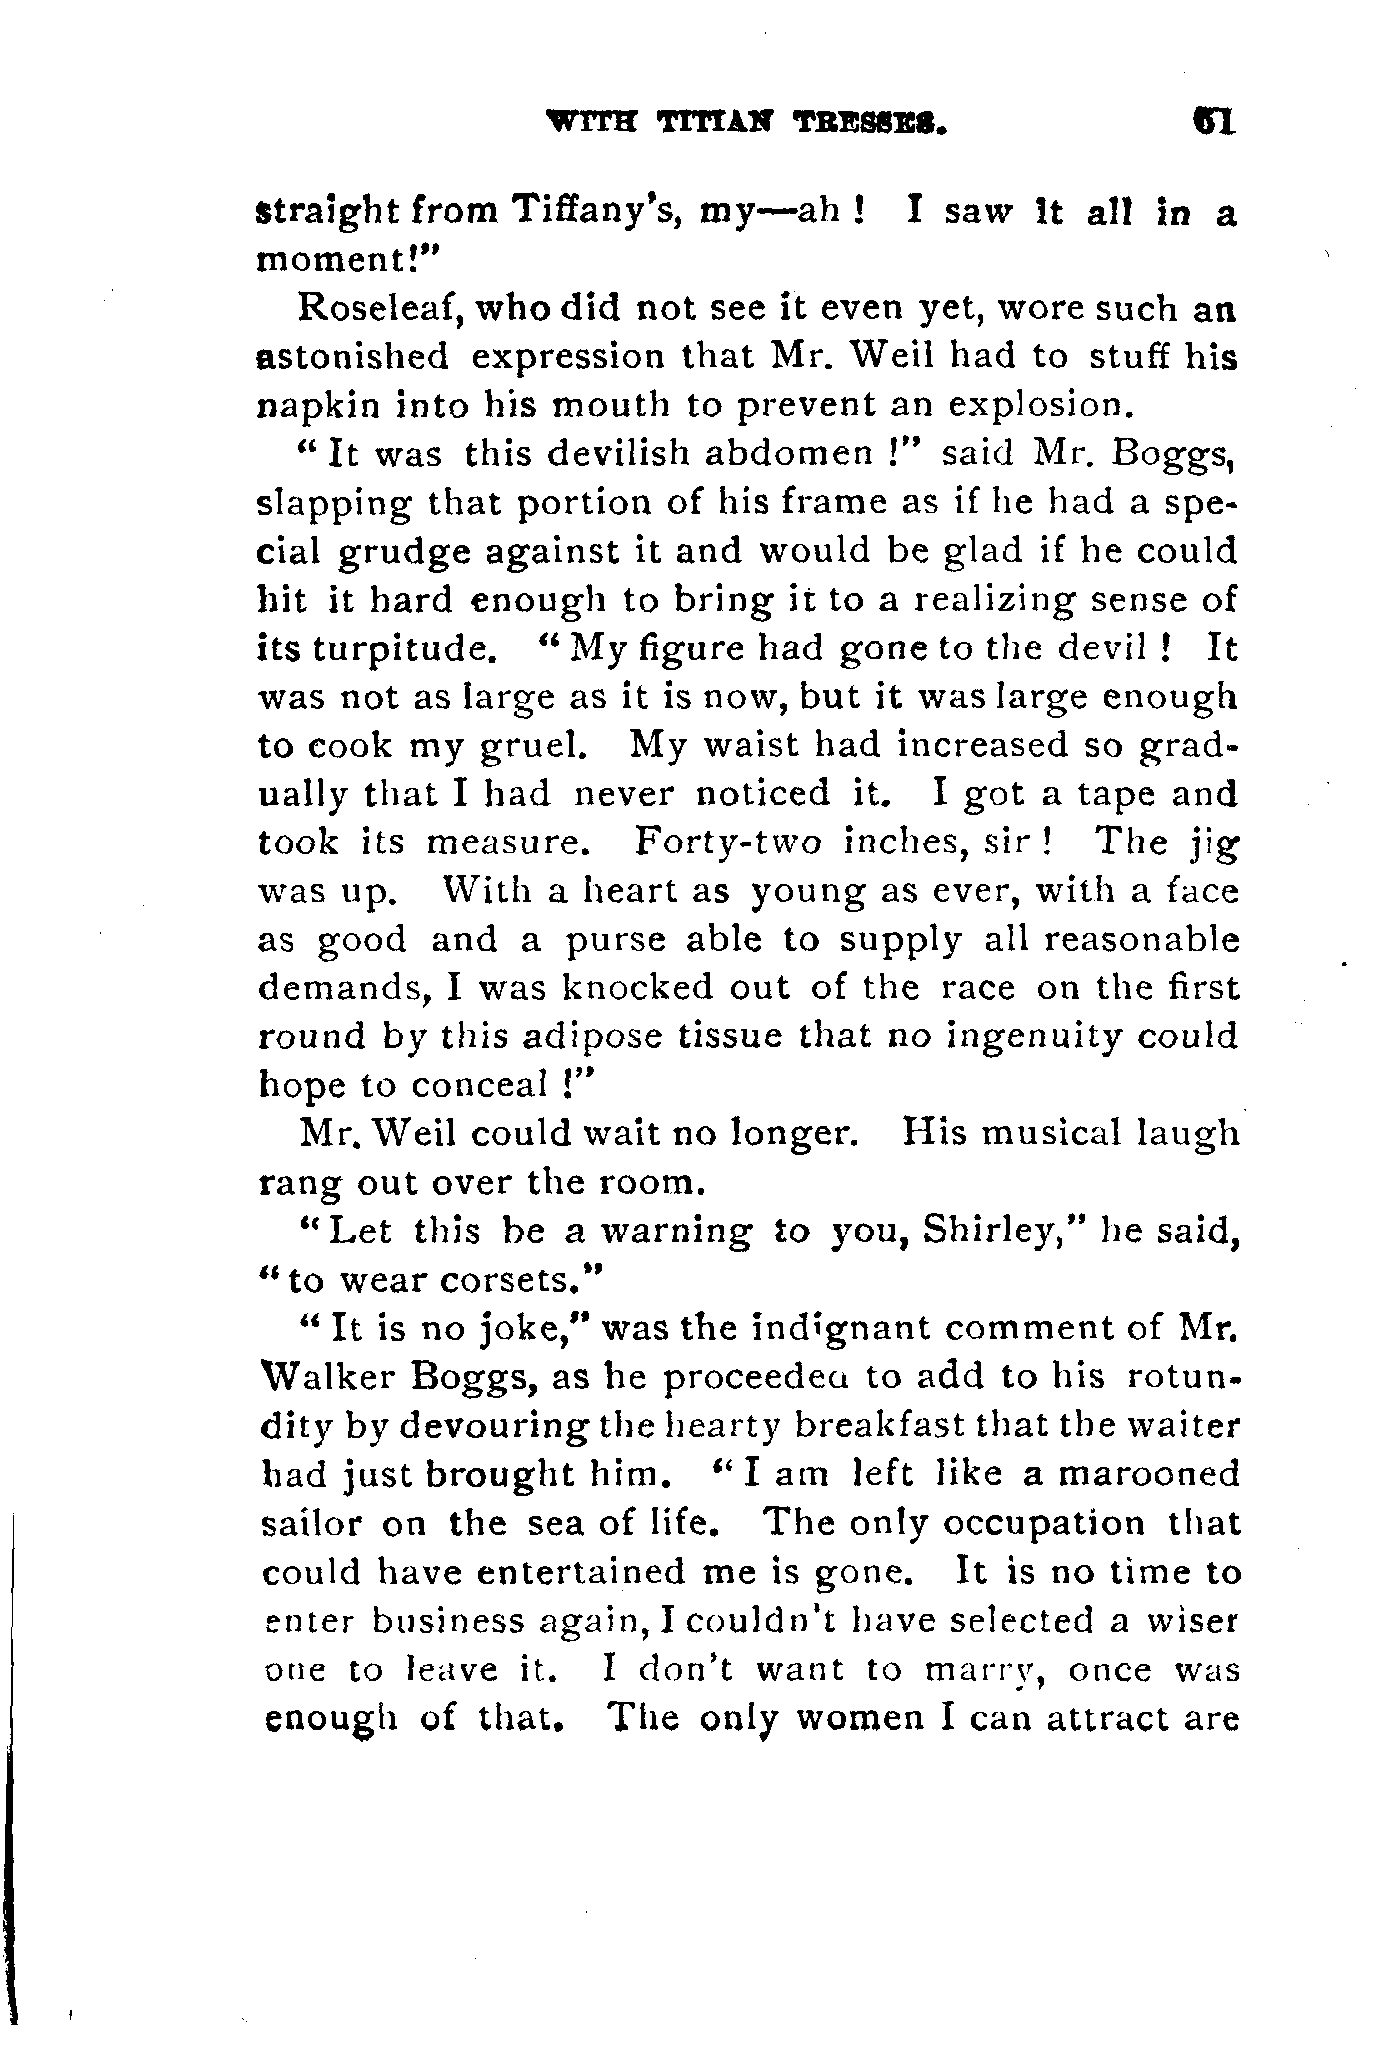 WITH TITIAN TRESSES. 61
straight from Tiffany's, my—ah ! I saw it all in a
moment!"
Roseleaf, who did not see it even yet, wore such an
astonished expression that Mr. Weil had to stuff his
napkin into his mouth to prevent an explosion.
" It was this devilish abdomen !" said Mr. Boggs,
slapping that portion of his frame as if he had a spe-
cial grudge against it and would be glad if he could
hit it hard enough to bring it to a realizing sense of
its turpitude. " My figure had gone to the devil ! It
was not as large as it is now, but it was large enough
to cook my gruel. My waist had increased so grad-
ually that I had never noticed it. I got a tape and
took its measure. Forty-two inches, sir ! The jig
was up. With a heart as young as ever, with a face
as good and a purse able to supply all reasonable
demands, I was knocked out of the race on the first
round by this adipose tissue that no ingenuity could
hope to conceal !"
Mr. Weil could wait no longer. His musical laugh
rang out over the room.
" Let this be a warning to you, Shirley," he said,
" to wear corsets."
" It is no joke," was the indignant comment of Mr.
Walker Boggs, as he proceeded to add to his rotun-
dity by devouring the hearty breakfast that the waiter
had just brought him. " I am left like a marooned
sailor on the sea of life. The only occupation that
could have entertained me is gone. It is no time to
enter business again, I couldn't have selected a wiser
one to leave it. I don't want to marry, once was
enough of that. The only women I can attract are